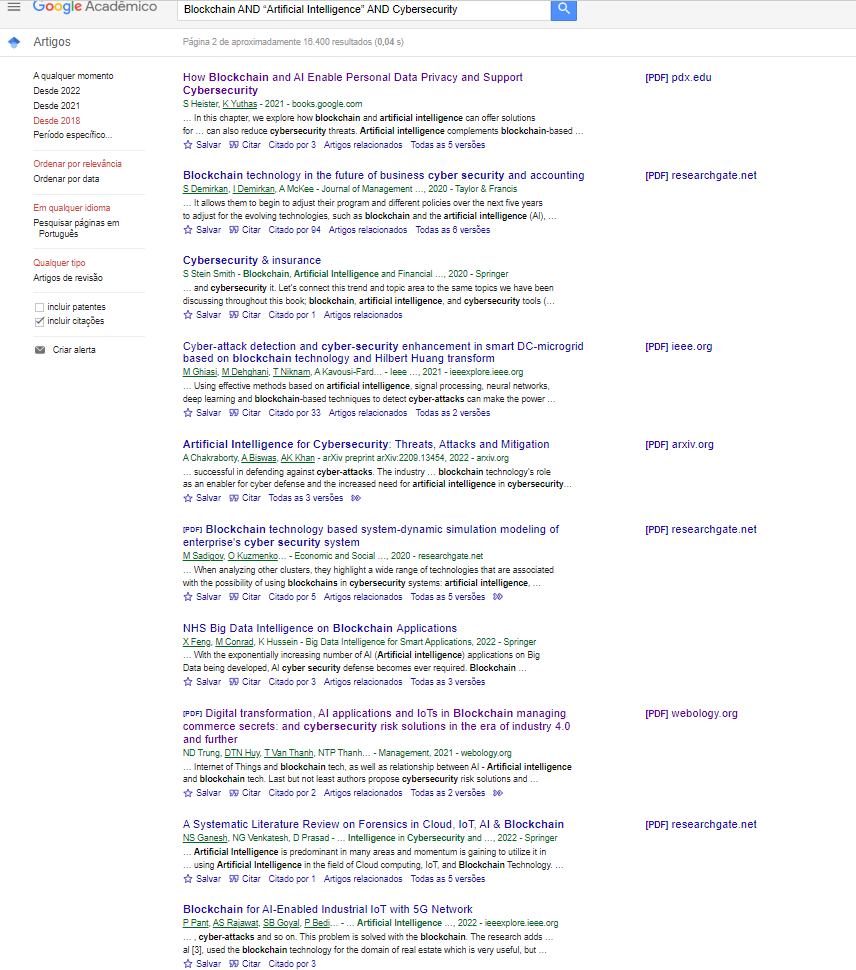 Google Acadêmico
Blockchain AND “Artificial Intelligence” AND Cybersecurity
Artigos
Página 2 de aproximadamente 16.400 resultados (0,04 s)
A qualquer momento
Desde 2022
Desde 2021
Desde 2018
Período específico...
Ordenar por relevância
Ordenar por data
Em qualquer idioma
Pesquisar páginas em
Português
Qualquer tipo
Artigos de revisão
incluir patentes
incluir citações
Criar alerta
How Blockchain and AI Enable Personal Data Privacy and Support
Cybersecurity
[PDF] pdx.edu
S Heister, K Yuthas - 2021 - books.google.com
... In this chapter, we explore how blockchain and artificial intelligence can offer solutions
for ... can also reduce cybersecurity threats. Artificial intelligence complements blockchain-based ...
Salvar Citar Citado por 3 Artigos relacionados Todas as 5 versões
Blockchain technology in the future of business cyber security and accounting
[PDF] researchgate.net
S Demirkan, I Demirkan, A McKee - Journal of Management ..., 2020 - Taylor & Francis
... It allows them to begin to adjust their program and different policies over the next five years
to adjust for the evolving technologies, such as blockchain and the artificial intelligence (AI), ...
Salvar Citar Citado por 94 Artigos relacionados Todas as 6 versões
Cybersecurity & insurance
S Stein Smith - Blockchain, Artificial Intelligence and Financial ..., 2020 - Springer
... and cybersecurity it. Let's connect this trend and topic area to the same topics we have been
discussing throughout this book; blockchain, artificial intelligence, and cybersecurity tools (...
Salvar Citar Citado por 1 Artigos relacionados
Cyber-attack detection and cyber-security enhancement in smart DC-microgrid
based on blockchain technology and Hilbert Huang transform
[PDF] ieee.org
M Ghiasi, M Dehghani, T Niknam, A Kavousi-Fard... - Ieee ..., 2021 - ieeexplore.ieee.org
... Using effective methods based on artificial intelligence, signal processing, neural networks,
deep learning and blockchain-based techniques to detect cyber-attacks can make the power ...
Salvar Citar Citado por 33 Artigos relacionados Todas as 2 versões
Artificial Intelligence for Cybersecurity: Threats, Attacks and Mitigation
[PDF] arxiv.org
A Chakraborty, A Biswas, AK Khan - arXiv preprint arXiv:2209.13454, 2022 - arxiv.org
... successful in defending against cyber-attacks. The industry ... blockchain technology's role
as an enabler for cyber defense and the increased need for artificial intelligence in cybersecurity...
Salvar Citar Todas as 3 versões
[PDF] Blockchain technology based system-dynamic simulation modeling of
enterprise's cyber security system
[PDF] researchgate.net
M Sadigov, O Kuzmenko... - Economic and Social ..., 2020 - researchgate.net
... When analyzing other clusters, they highlight a wide range of technologies that are associated
with the possibility of using blockchains in cybersecurity systems: artificial intelligence, ...
Salvar Citar Citado por 5 Artigos relacionados Todas as 5 versões
NHS Big Data Intelligence on Blockchain Applications
X Feng, M Conrad, K Hussein - Big Data Intelligence for Smart Applications, 2022 - Springer
... With the exponentially increasing number of AI (Artificial intelligence) applications on Big
Data being developed, AI cyber security defense becomes ever required. Blockchain ...
Salvar Citar Citado por 3 Artigos relacionados Todas as 3 versões
[PDF] Digital transformation, AI applications and IoTs in Blockchain managing
commerce secrets: and cybersecurity risk solutions in the era of industry 4.0
and further
[PDF] webology.org
ND Trung, DTN Huy, T Van Thanh, NTP Thanh... - Management, 2021 - webology.org
... Internet of Things and blockchain tech, as well as relationship between AI - Artificial intelligence
and blockchain tech. Last but not least authors propose cybersecurity risk solutions and ...
Salvar Citar Citado por 2 Artigos relacionados Todas as 2 versões
A Systematic Literature Review on Forensics in Cloud, IoT, AI & Blockchain
[PDF] researchgate.net
NS Ganesh, NG Venkatesh, D Prasad - ... Intelligence in Cybersecurity and ..., 2022 - Springer
... Artificial Intelligence is predominant in many areas and momentum is gaining to utilize it in
... using Artificial Intelligence in the field of Cloud computing, IoT, and Blockchain Technology. ...
Salvar Citar Citado por 1 Artigos relacionados Todas as 5 versões
Blockchain for AI-Enabled Industrial IoT with 5G Network
P Pant, AS Rajawat, SB Goyal, P Bedi... - ... Artificial Intelligence ..., 2022 - ieeexplore.ieee.org
... , cyber-attacks and so on. This problem is solved with the blockchain. The research adds ...
al [3], used the blockchain technology for the domain of real estate which is very useful, but ...
Salvar Citar Citado por 3